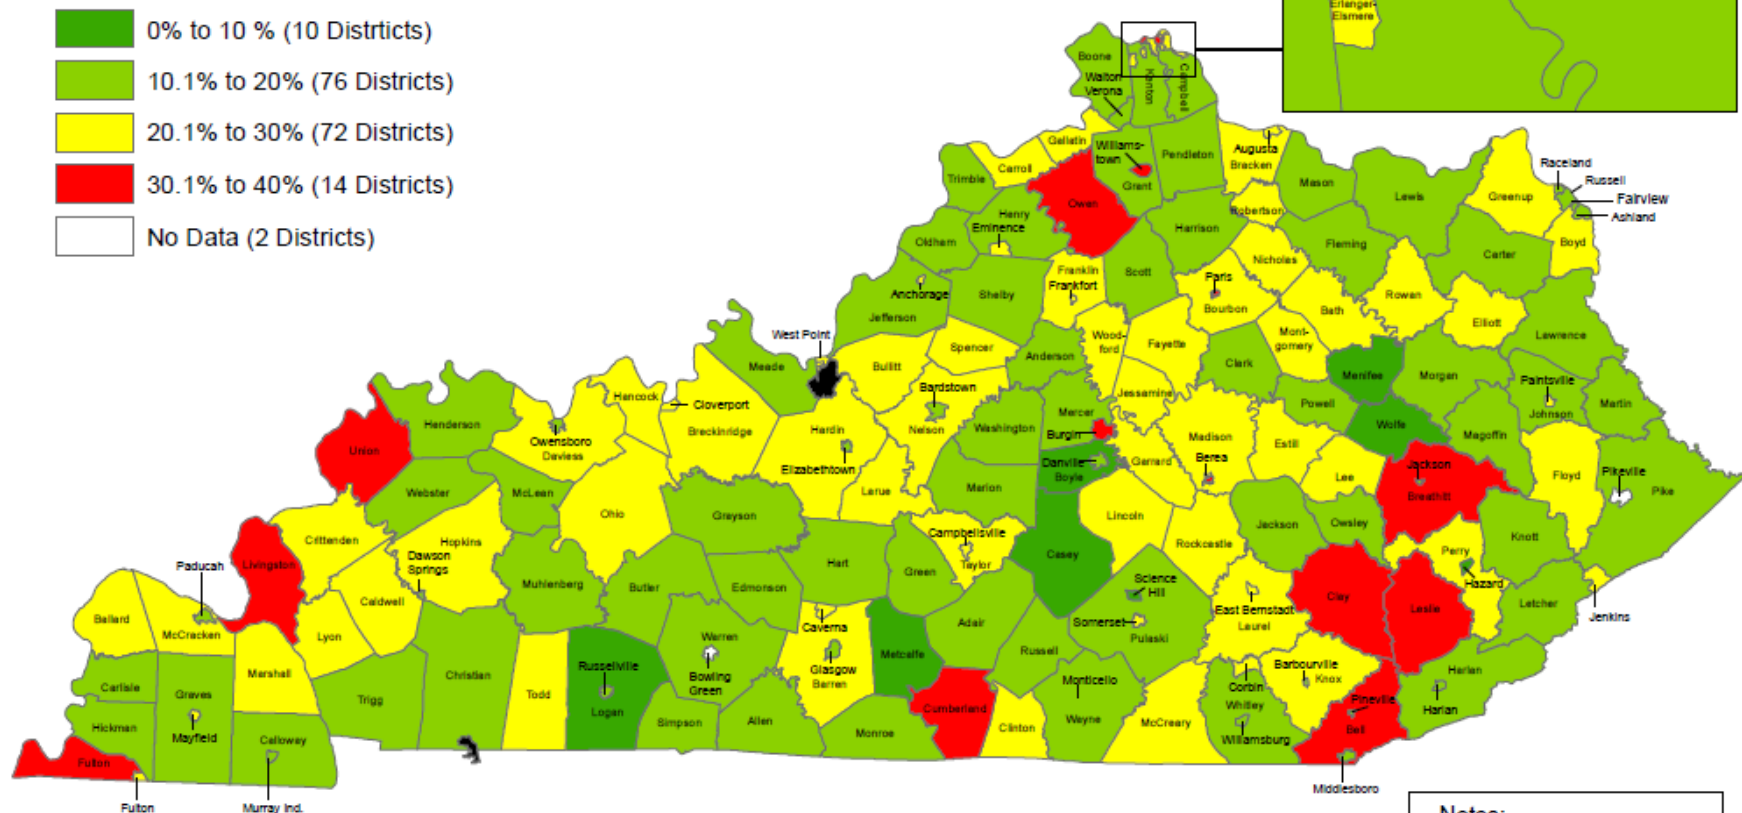 0% to 10 % (10 Distrticts)
10.1% to 20% (76 Districts)
20.1% to 30% (72 Districts)
30.1% to 40% (14 Districts)
No Data (2 Districts)
Erlanger-
Elsmere
Boone
Walton
Verona
Kenton
Campbell
Gallatin
Carroll
Trimble
Williams-
town
Grant
Pendleton
Augusta
Bracken
Robertson
Mason
Lewis
Greenup
Raceland
Russell
Fairview
Ashland
Boyd
Owen
Henry
Eminence
Oldham
Harrison
Fleming
Carter
Nicholas
Franklin
Frankfort
Scott
Paris
Bourbon
Bath
Rowan
Elliott
Lawrence
Anchorage
Jefferson
Shelby
West Point
Meade
Bullitt
Spencer
Anderson
Wood-
ford
Fayette
Mont-
gomery
Clark
Menifee
Morgan
Paintsville
Johnson
Martin
Hancock
Cloverport
Breckinridge
Bardstown
Nelson
Jessamine
Powell
Wolfe
Magoffin
Mercer
Burgin
Washington
Union
Henderson
Owensboro
Daviess
Hardin
Elizabethtown
Madison
Berea
Estill
Lee
Jackson
Breathitt
Floyd
Pikeville
Pike
Danville
Boyle
Garrard
Webster
McLean
Larue
Marion
Ohio
Grayson
Lincoln
Jackson
Owsley
Knott
Crittenden
Hopkins
Dawson
Springs
Campbellsville
Taylor
Casey
Rockcastle
Perry
Hazard
Paducah
Livingston
Muhlenberg
Butler
Edmonson
Hart
Green
Science
Hill
Clay
Leslie
Letcher
Jenkins
Ballard
McCracken
Lyon
Caldwell
Caverna
Adair
Somerset
Pulaski
East Bernstadt
Laurel
Warren
Bowling
Green
Glasgow
Barren
Metcalfe
Russell
Barbourville
Knox
Harlan
Harlan
Carlisle
Graves
Marshall
Trigg
Christian
Todd
Russellville
Logan
Simpson
Allen
Monroe
Cumberland
Clinton
Monticello
Wayne
McCreary
Corbin
Whitley
Williamsburg
Pineville
Bell
Middlesboro
Hickman
Mayfield
Calloway
Fulton
Fulton
Murray Ind.
Notes: